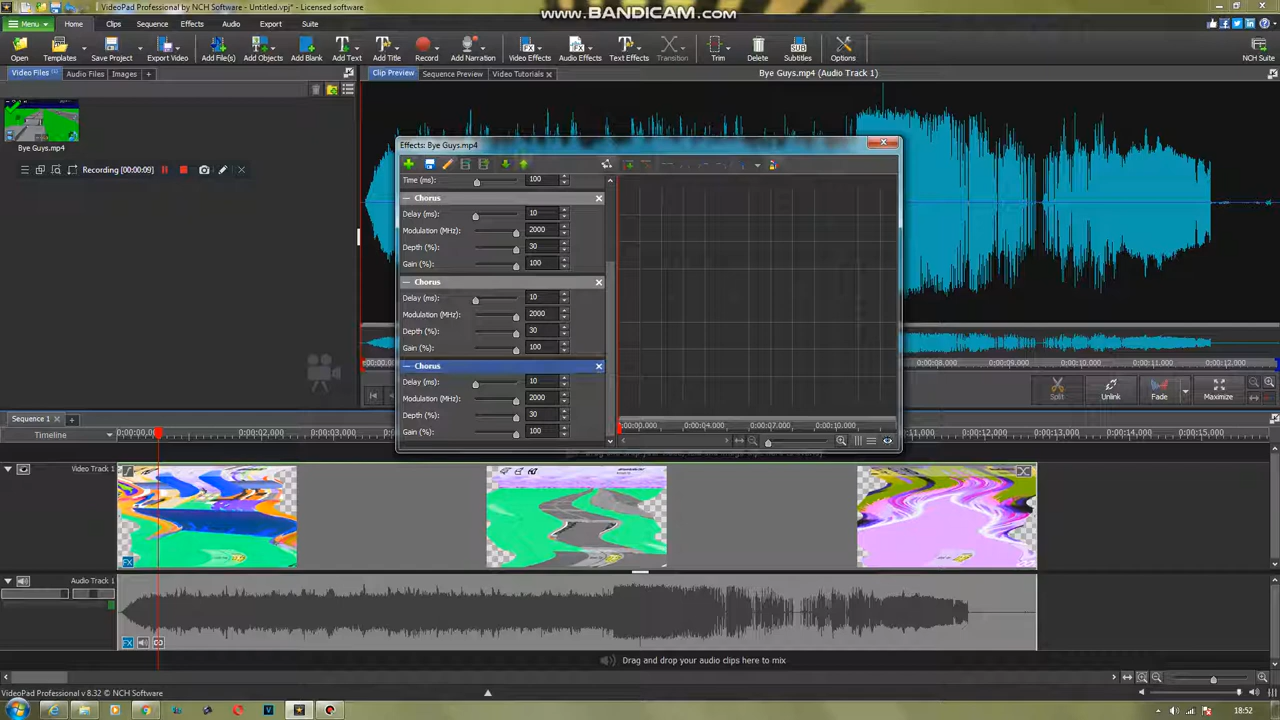 VideoPad Professional by NCH Software - Untitled.vpj* - Licensed software
www.BANDICAM.com
Menu Home Clips Sequence Effects Audio Export Suite
Open Templates Save Project Export Video Add File(s) Add Objects Add Blank Add Text Add Title Record Add Narration Video Effects Audio Effects Text Effects Transition Trim Delete Subtitles Options NCH Suite
Video Files Audio Files Images +
Clip Preview Sequence Preview Video Tutorials
Bye Guys.mp4 (Audio Track 1)
Bye Guys.mp4
Recording [00:00:09]
Effects: Bye Guys.mp4
Time (ms): 100
Chorus
Delay (ms): 10
Modulation (MHz): 2000
Depth (%): 30
Gain (%): 100
Chorus
Delay (ms): 10
Modulation (MHz): 2000
Depth (%): 30
Gain (%): 100
Chorus
Delay (ms): 10
Modulation (MHz): 2000
Depth (%): 30
Gain (%): 100
0:00:00.000 0:00:04.000 0:00:07.000 0:00:10.000
0:00:08.000 0:00:09.000 0:00:10.000 0:00:11.000 0:00:12.000
Split Unlink Fade Maximize
Sequence 1
Timeline
0:00:02.000 0:00:03.000 0:00:12.000 0:00:13.000 0:00:14.000 0:00:15.000
Video Track 1
FX
Audio Track 1
FX
Drag and drop your audio clips here to mix
VideoPad Professional v 8.32 © NCH Software
18:52